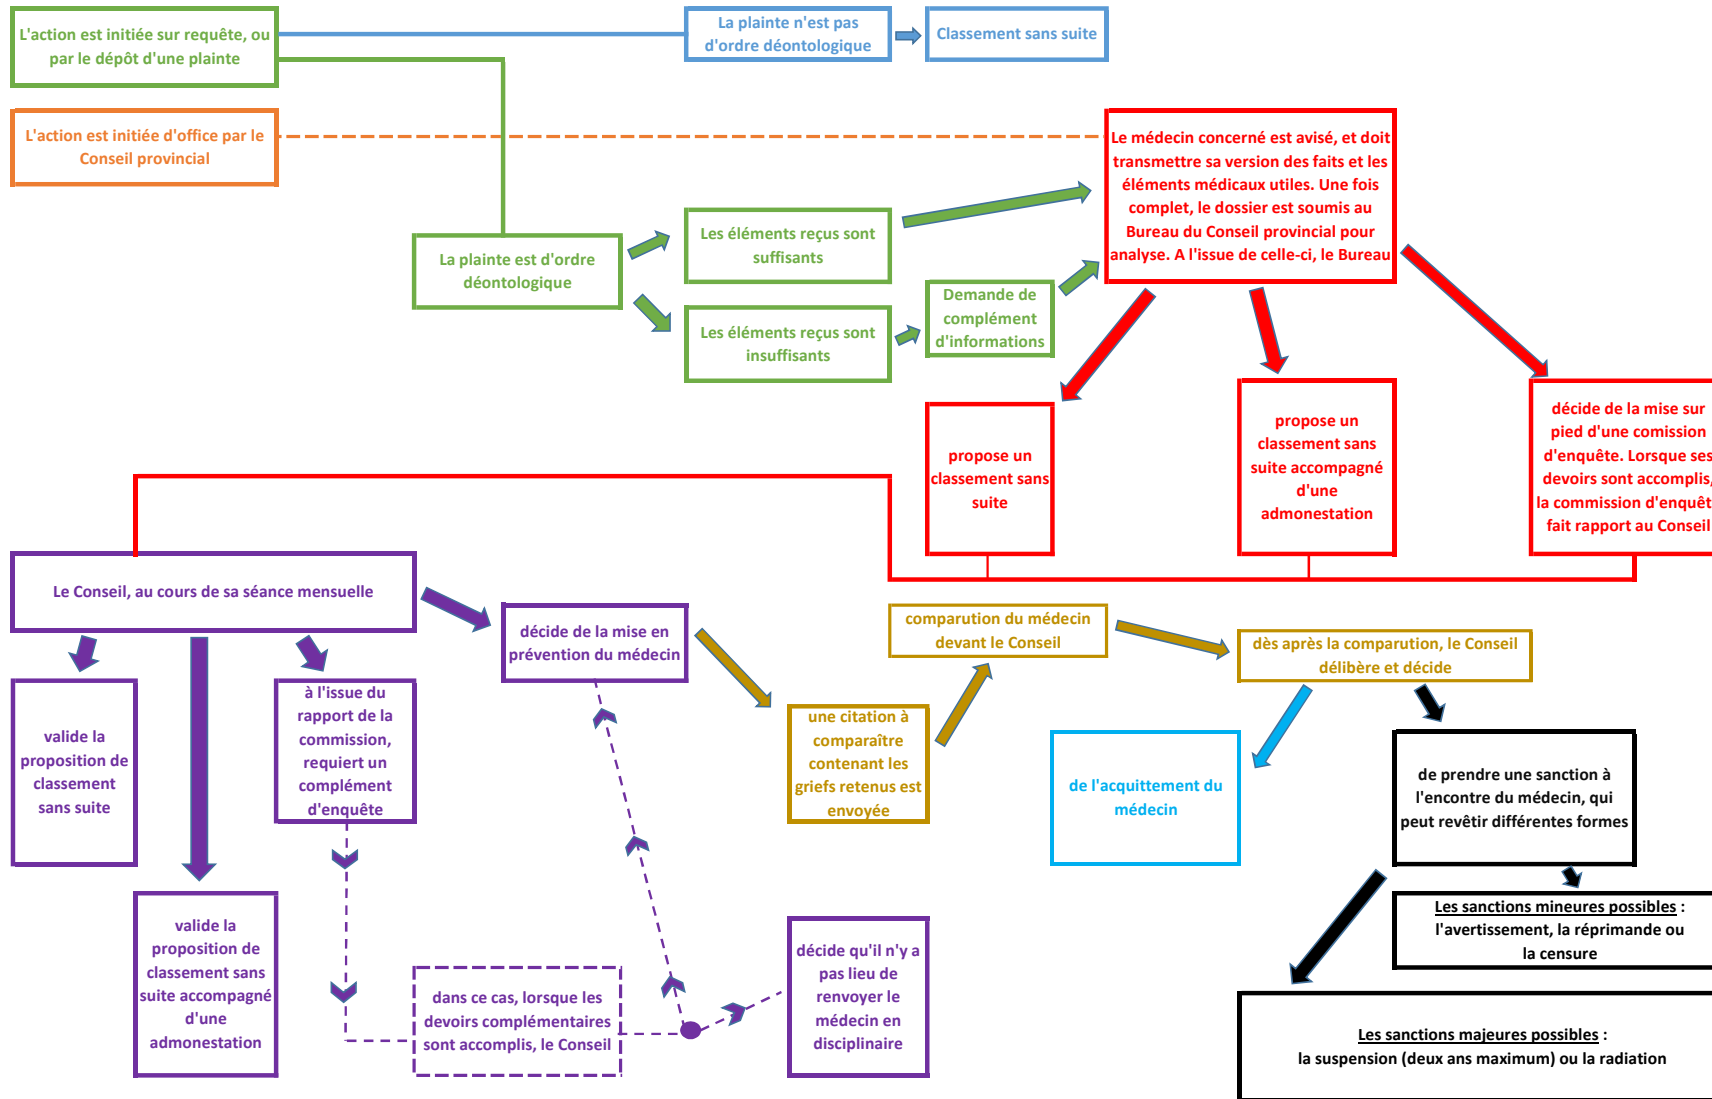 L'action est initiée sur requête, ou
par le dépôt d'une plainte
La plainte n'est pas
d'ordre déontologique
Classement sans suite
L'action est initiée d'office par le
Conseil provincial
Le médecin concerné est avisé, et doit
transmettre sa version des faits et les
éléments médicaux utiles. Une fois
complet, le dossier est soumis au
Bureau du Conseil provincial pour
analyse. A l'issue de celle-ci, le Bureau
La plainte est d'ordre
déontologique
Les éléments reçus sont
suffisants
Les éléments reçus sont
insuffisants
Demande de
complément
d'informations
propose un
classement sans
suite
propose un
classement sans
suite accompagné
d'une
admonestation
décide de la mise sur
pied d'une comission
d'enquête. Lorsque ses
devoirs sont accomplis,
la commission d'enquêt
fait rapport au Conseil
Le Conseil, au cours de sa séance mensuelle
décide de la mise en
prévention du médecin
comparution du médecin
devant le Conseil
dès après la comparution, le Conseil
délibère et décide
valide la
proposition de
classement
sans suite
à l'issue du
rapport de la
commission,
requiert un
complément
d'enquête
une citation à
comparaître
contenant les
griefs retenus est
envoyée
de l'acquittement du
médecin
de prendre une sanction à
l'encontre du médecin, qui
peut revêtir différentes formes
valide la
proposition de
classement sans
suite accompagné
d'une
admonestation
dans ce cas, lorsque les
devoirs complémentaires
sont accomplis, le Conseil
décide qu'il n'y a
pas lieu de
renvoyer le
médecin en
disciplinaire
Les sanctions mineures possibles :
l'avertissement, la réprimande ou
la censure
Les sanctions majeures possibles :
la suspension (deux ans maximum) ou la radiation